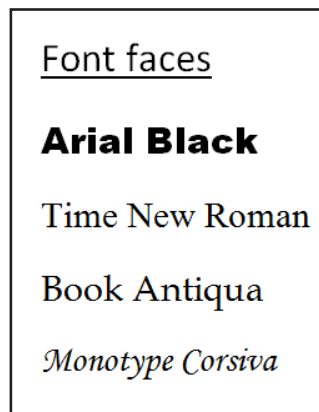 Font faces
Arial Black
Time New Roman
Book Antiqua
Monotype Corsiva